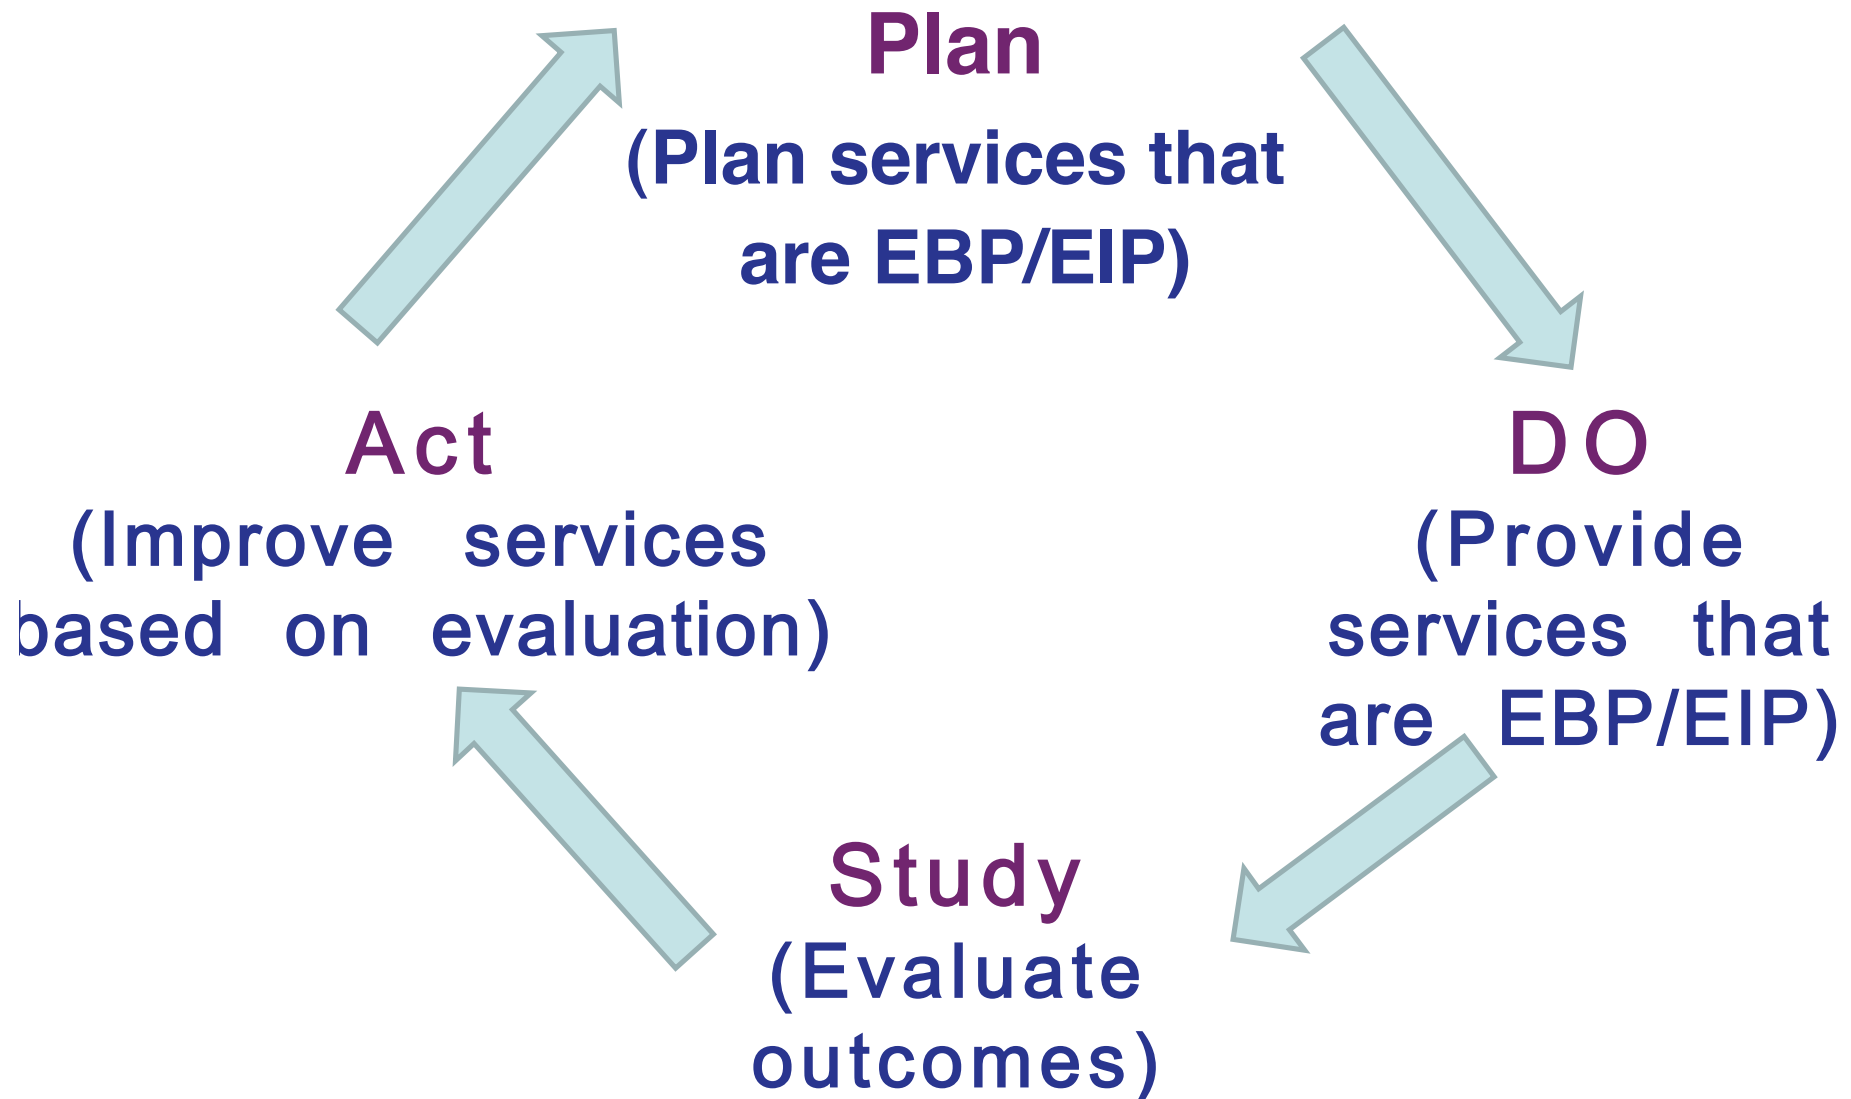 Plan
(Plan services that
are EBP/EIP)
Act
(Improve services
based on evaluation)
DO
(Provide
services that
are EBP/EIP)
Study
(Evaluate
outcomes)